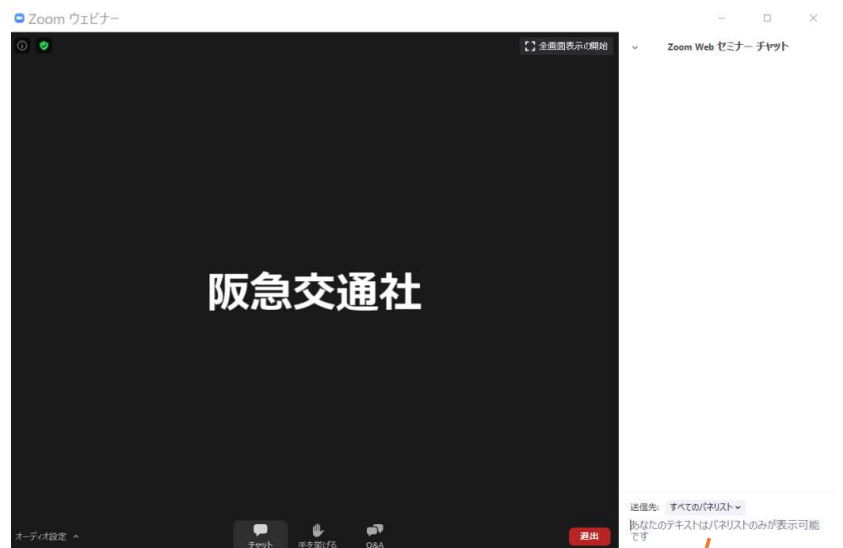 Zoom ウェビナー
全画面表示の開始
Zoom Web セミナー チャット
阪急交通社
送信先: すべてのパネリスト
あなたのテキストはパネリストのみが表示可能
です
オーディオ設定
チャット
手を挙げる
Q&A
退出